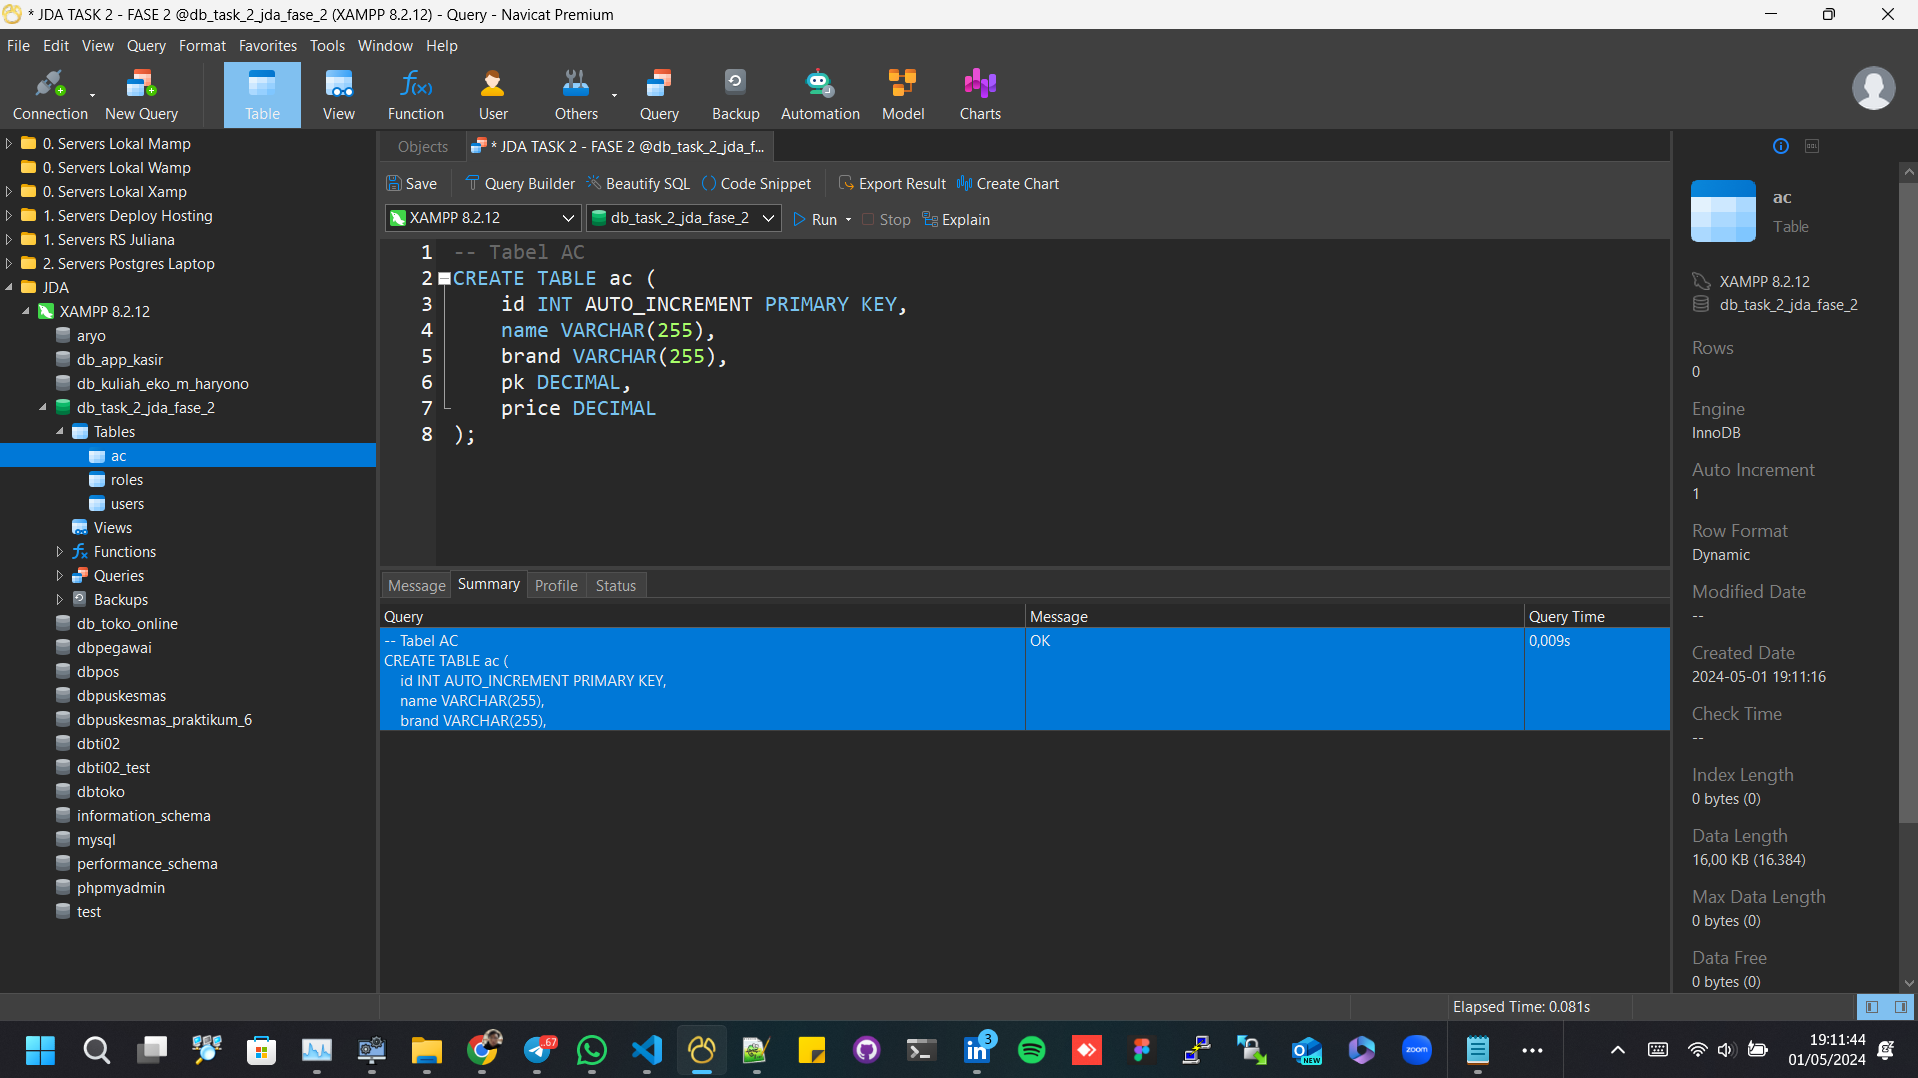 * JDA TASK 2 - FASE 2 @db_task_2_jda_fase_2 (XAMPP 8.2.12) - Query - Navicat Premium
File Edit View Query Format Favorites Tools Window Help
Connection New Query Table View Function User Others Query Backup Automation Model Charts
0. Servers Lokal Mamp
0. Servers Lokal Wamp
0. Servers Lokal Xamp
1. Servers Deploy Hosting
1. Servers RS Juliana
2. Servers Postgres Laptop
JDA
XAMPP 8.2.12
aryo
db_app_kasir
db_kuliah_eko_m_haryono
db_task_2_jda_fase_2
Tables
ac
roles
users
Views
Functions
Queries
Backups
db_toko_online
dbpegawai
dbpos
dbpuskesmas
dbpuskesmas_praktikum_6
dbti02
dbti02_test
dbtoko
information_schema
mysql
performance_schema
phpmyadmin
test
Objects * JDA TASK 2 - FASE 2 @db_task_2_jda_f...
Save Query Builder Beautify SQL Code Snippet Export Result Create Chart
XAMPP 8.2.12 db_task_2_jda_fase_2 Run Stop Explain
1 -- Tabel AC
2 CREATE TABLE ac (
3 id INT AUTO_INCREMENT PRIMARY KEY,
4 name VARCHAR(255),
5 brand VARCHAR(255),
6 pk DECIMAL,
7 price DECIMAL
8 );
Message Summary Profile Status
Query Message Query Time
-- Tabel AC OK 0,009s
CREATE TABLE ac (
id INT AUTO_INCREMENT PRIMARY KEY,
name VARCHAR(255),
brand VARCHAR(255),
ac
Table
XAMPP 8.2.12
db_task_2_jda_fase_2
Rows
0
Engine
InnoDB
Auto Increment
1
Row Format
Dynamic
Modified Date
--
Created Date
2024-05-01 19:11:16
Check Time
--
Index Length
0 bytes (0)
Data Length
16,00 KB (16.384)
Max Data Length
0 bytes (0)
Data Free
0 bytes (0)
Elapsed Time: 0.081s
67
3
NEW
zoom
19:11:44
01/05/2024